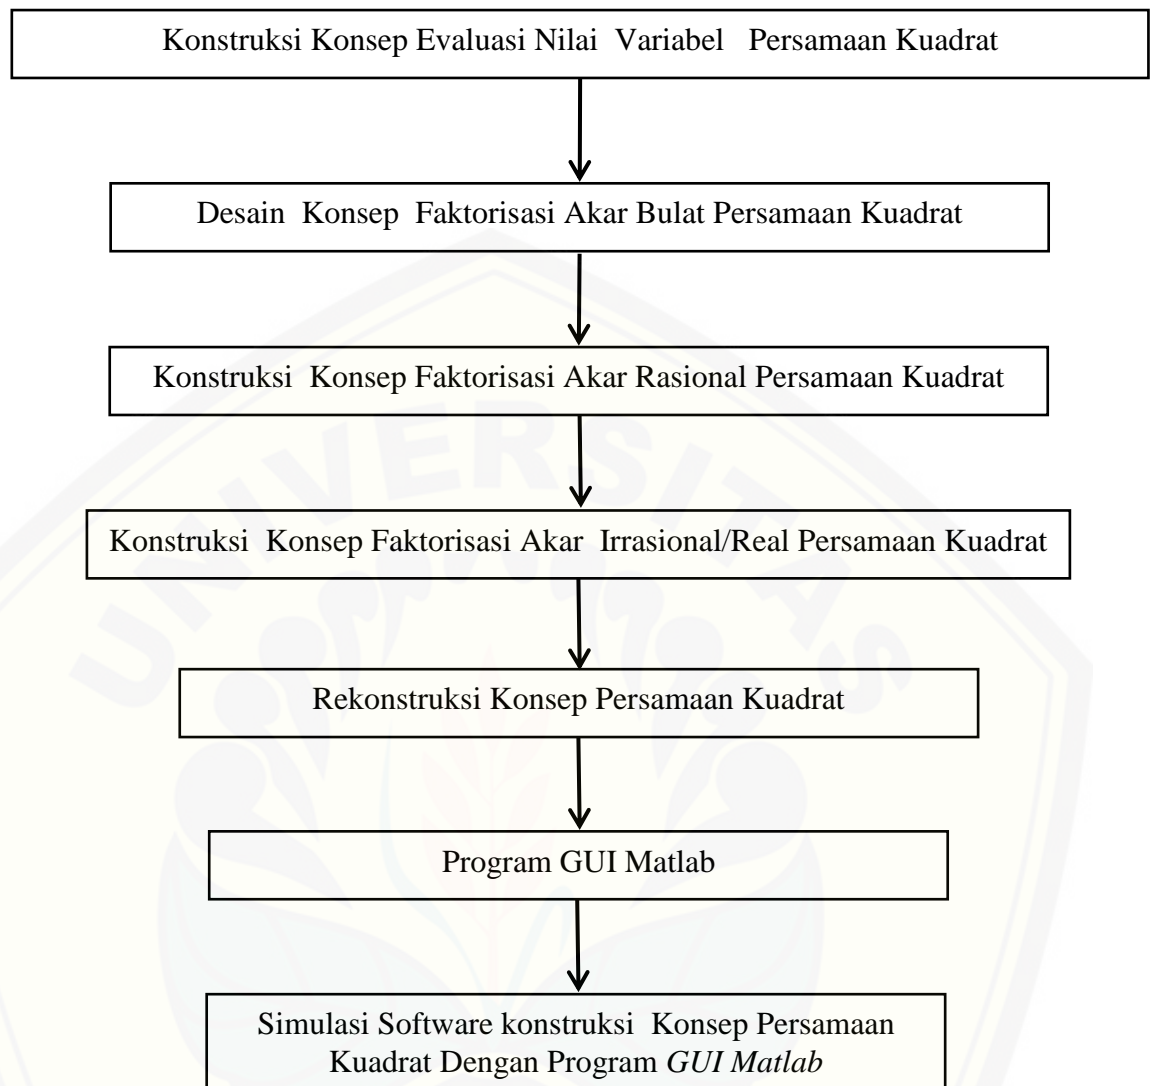 Konstruksi Konsep Evaluasi Nilai Variabel Persamaan Kuadrat
Desain Konsep Faktorisasi Akar Bulat Persamaan Kuadrat
Konstruksi Konsep Faktorisasi Akar Rasional Persamaan Kuadrat
UNIVERSITAS
Konstruksi Konsep Faktorisasi Akar Irrasional/Real Persamaan Kuadrat
Rekonstruksi Konsep Persamaan Kuadrat
Program GUI Matlab
Simulasi Software konstruksi Konsep Persamaan
Kuadrat Dengan Program GUI Matlab